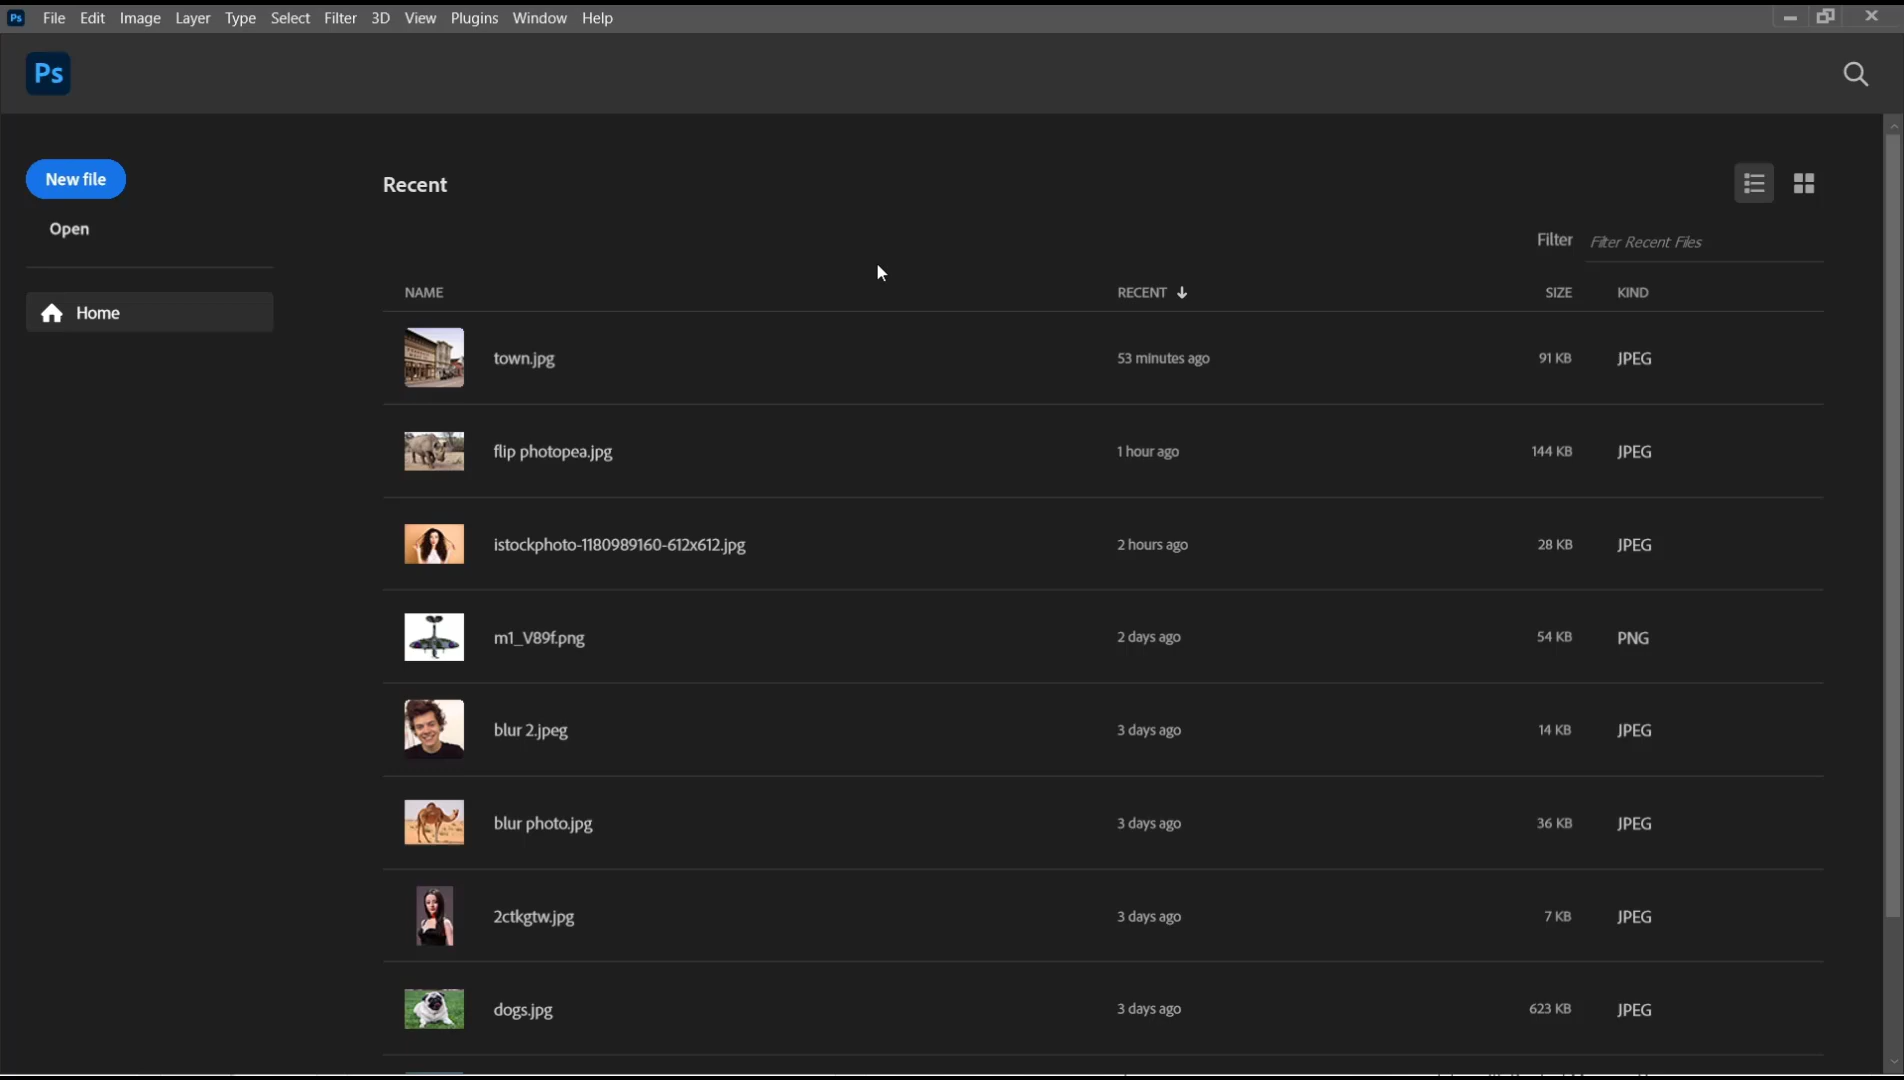 Ps File Edit Image Layer Type Select Filter 3D View Plugins Window Help
Ps
New file
Open
Home
Recent
Filter Filter Recent Files
NAME RECENT SIZE KIND
town.jpg 53 minutes ago 91 KB JPEG
flip photopea.jpg 1 hour ago 144 KB JPEG
istockphoto-1180989160-612x612.jpg 2 hours ago 28 KB JPEG
m1_V89f.png 2 days ago 54 KB PNG
blur 2.jpeg 3 days ago 14 KB JPEG
blur photo.jpg 3 days ago 36 KB JPEG
2ctkgtw.jpg 3 days ago 7 KB JPEG
dogs.jpg 3 days ago 623 KB JPEG